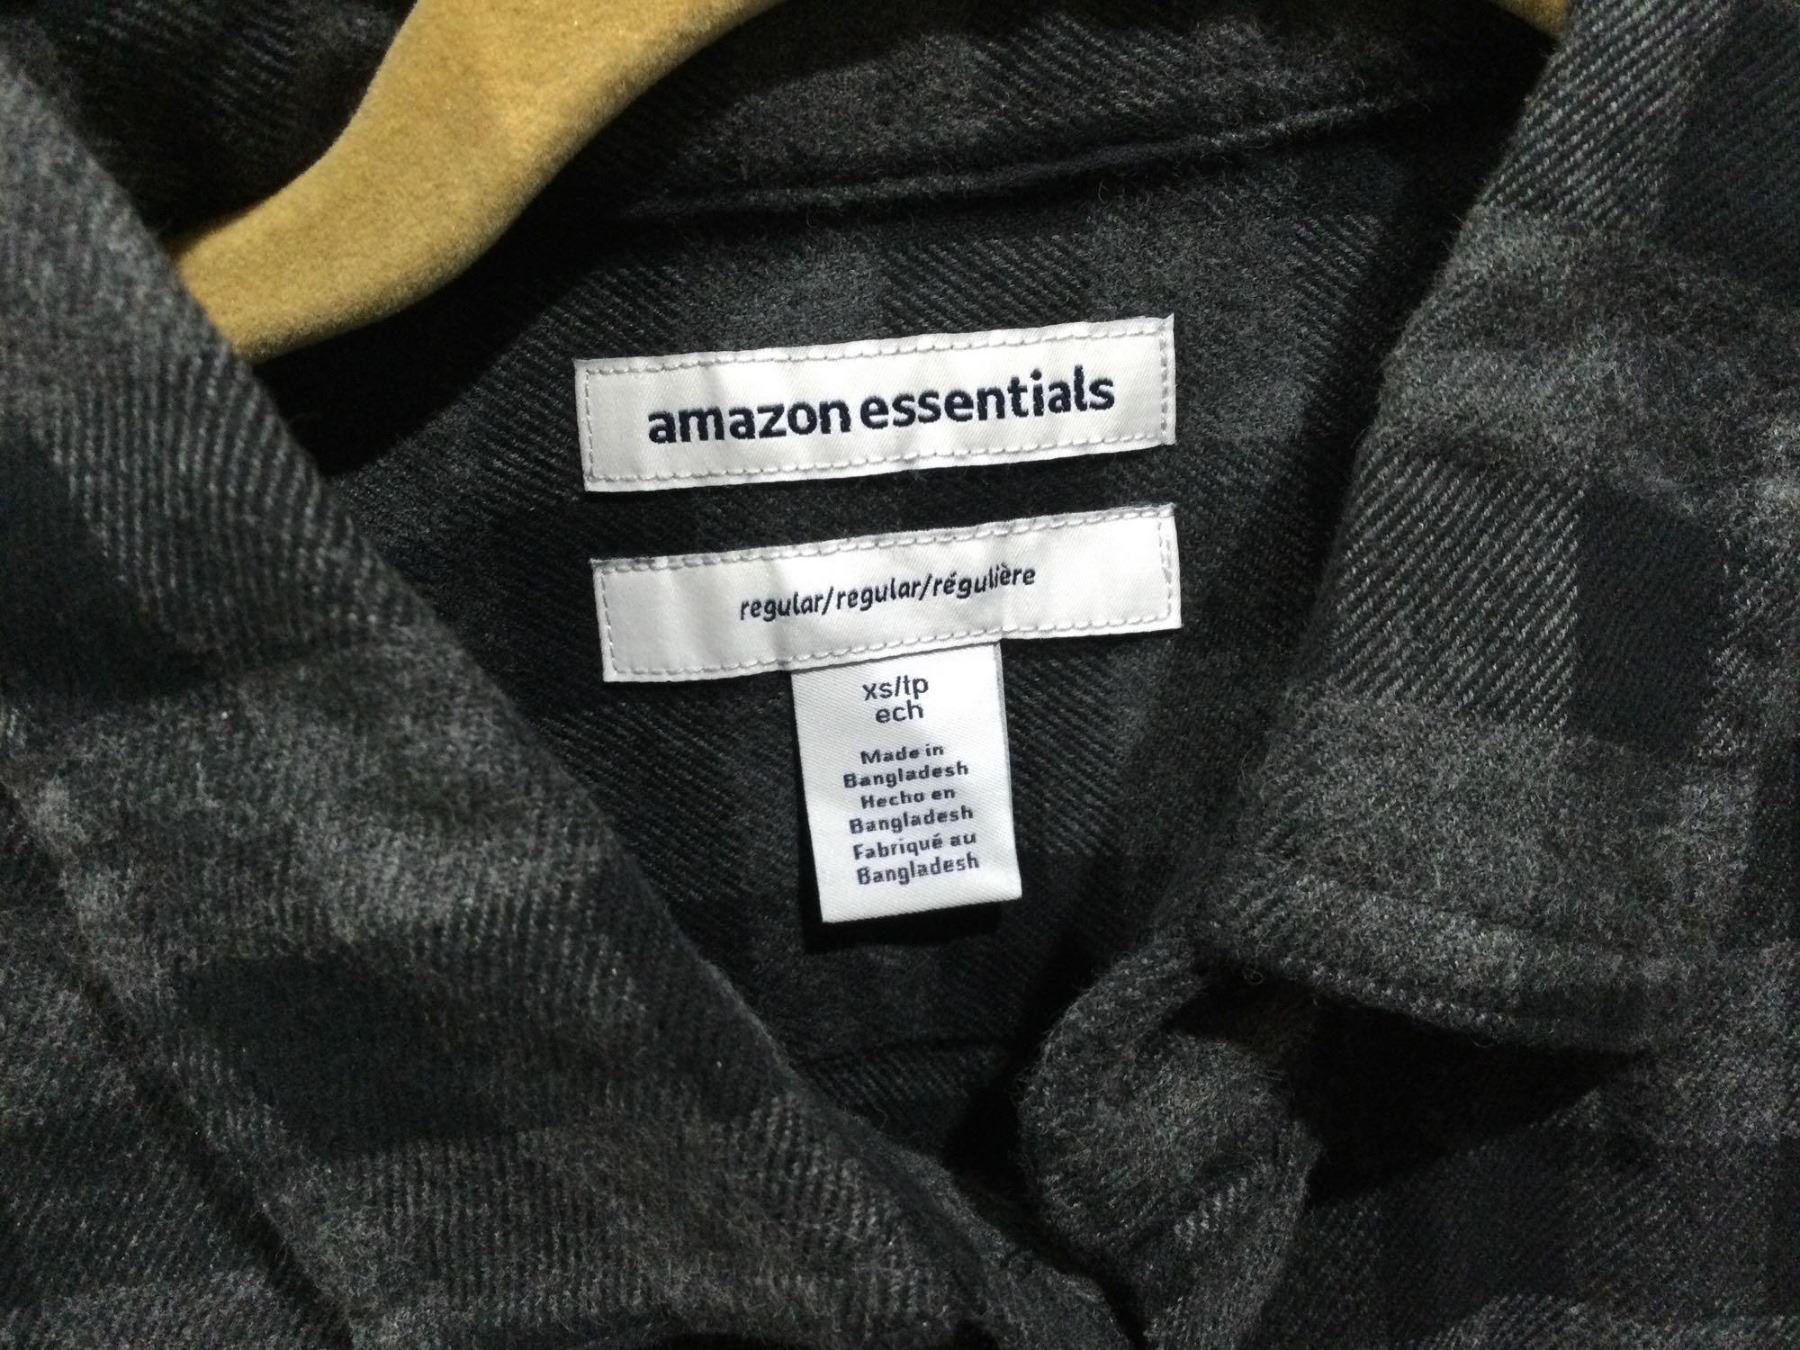 amazon essentials
regular/regular/régulière
xs/tp
ech
Made in
Bangladesh
Hecho en
Bangladesh
Fabriqué au
Bangladesh